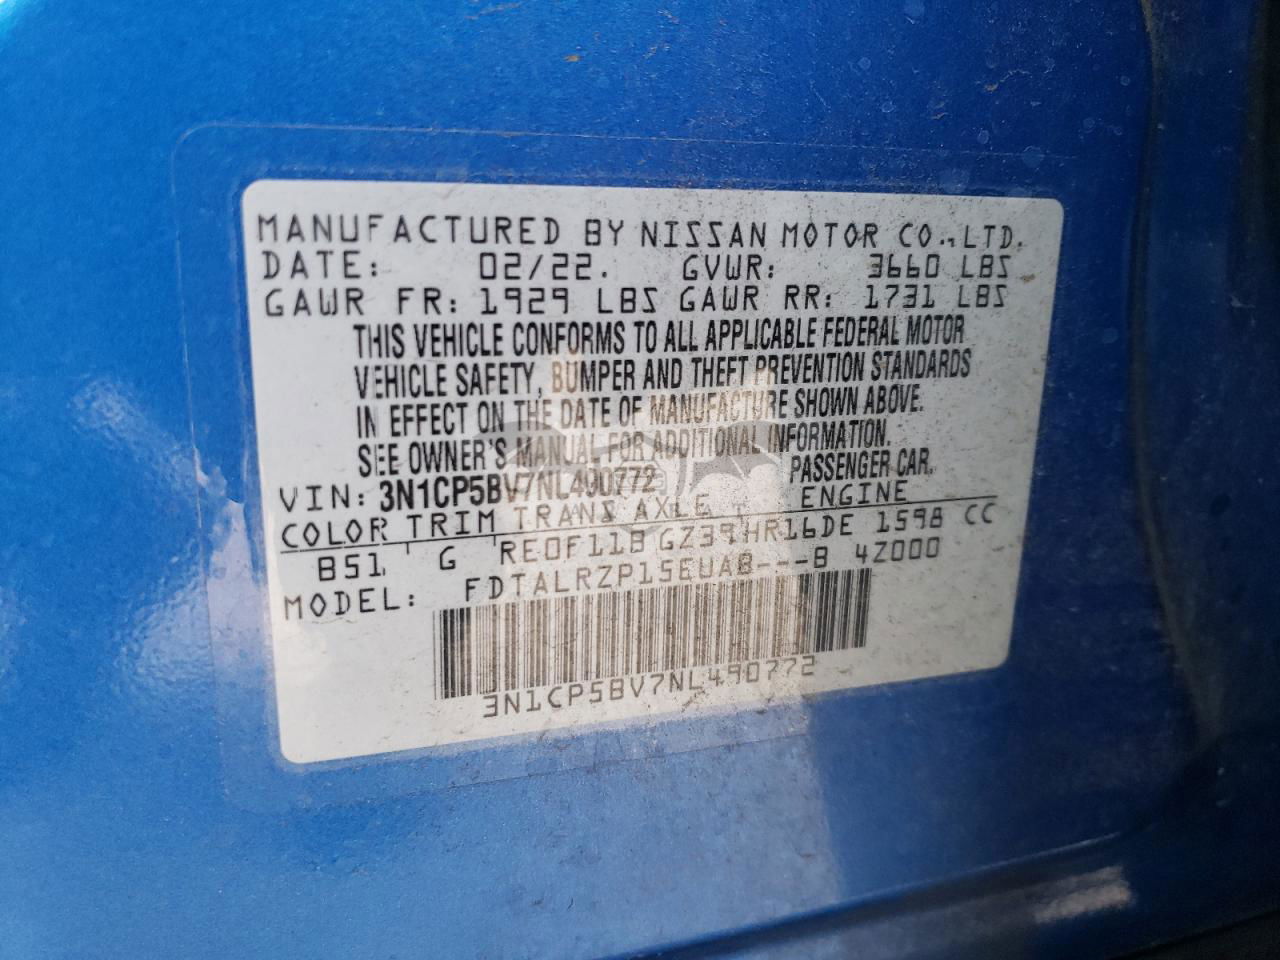 MANUFACTURED BY NISSAN MOTOR CO., LTD.
DATE: 02/22. GVWR: 3660 LBS
GAWR FR: 1929 LBS GAWR RR: 1731 LBS
THIS VEHICLE CONFORMS TO ALL APPLICABLE FEDERAL MOTOR
VEHICLE SAFETY, BUMPER AND THEFT PREVENTION STANDARDS
IN EFFECT ON THE DATE OF MANUFACTURE SHOWN ABOVE.
SEE OWNER'S MANUAL FOR ADDITIONAL INFORMATION.
VIN: 3N1CP5BV7NL490772 PASSENGER CAR.
COLOR TRIM TRANS AXLE ENGINE
B51 G RE0F11B GZ39 HR16DE 1598 CC
MODEL: FDTALRZP15EUAB---B 4Z000
3N1CP5BV7NL490772